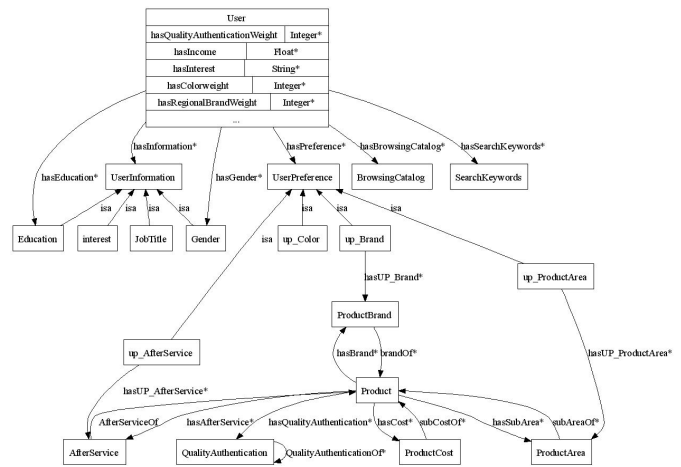 User
hasQualityAuthenticationWeight Integer*
hasIncome Float*
hasInterest String*
hasColorweight Integer*
hasRegionalBrandWeight Integer*
...
hasInformation* hasPreference* hasBrowsingCatalog* hasSearchKeywords*
hasEducation* UserInformation hasGender* UserPreference BrowsingCatalog SearchKeywords
isa isa isa isa isa isa isa isa
Education interest JobTitle Gender up_Color up_Brand
up_ProductArea
hasUP_Brand*
ProductBrand
up_AfterService hasBrand* brandOf* hasUP_ProductArea*
hasUP_AfterService* Product
AfterServiceOf hasAfterService* hasQualityAuthentication* hasCost* subCostOf* hasSubArea* subAreaOf*
AfterService QualityAuthentication QualityAuthenticationOf* ProductCost ProductArea